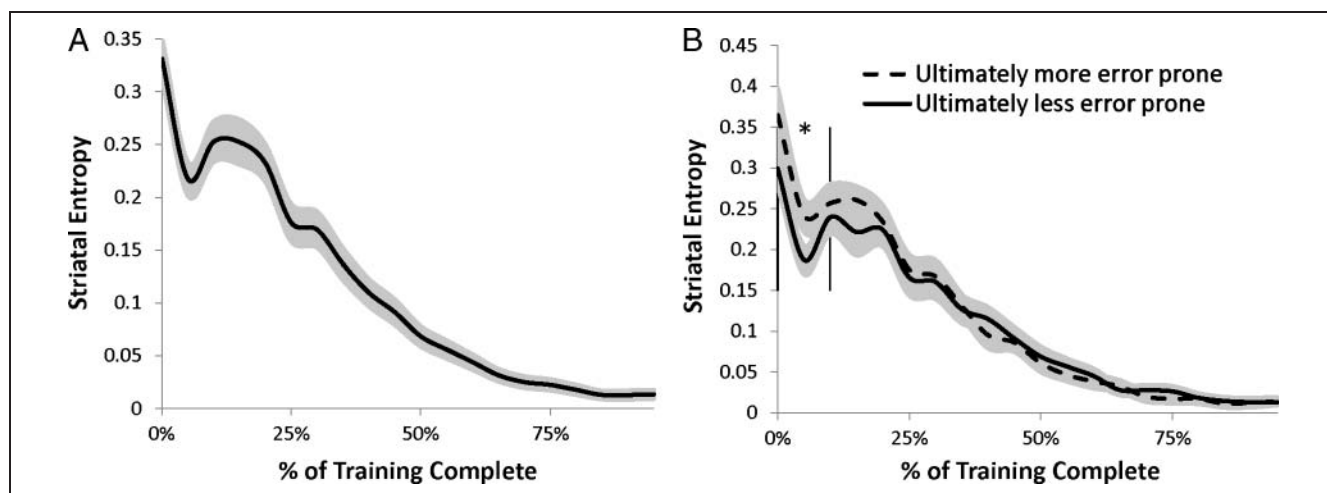 A
0.35
0.3
0.25
0.2
0.15
0.1
0.05
0
Striatal Entropy
0% 25% 50% 75%
% of Training Complete
B
0.45
0.4
0.35
0.3
0.25
0.2
0.15
0.1
0.05
0
Striatal Entropy
Ultimately more error prone
Ultimately less error prone
*
0% 25% 50% 75%
% of Training Complete